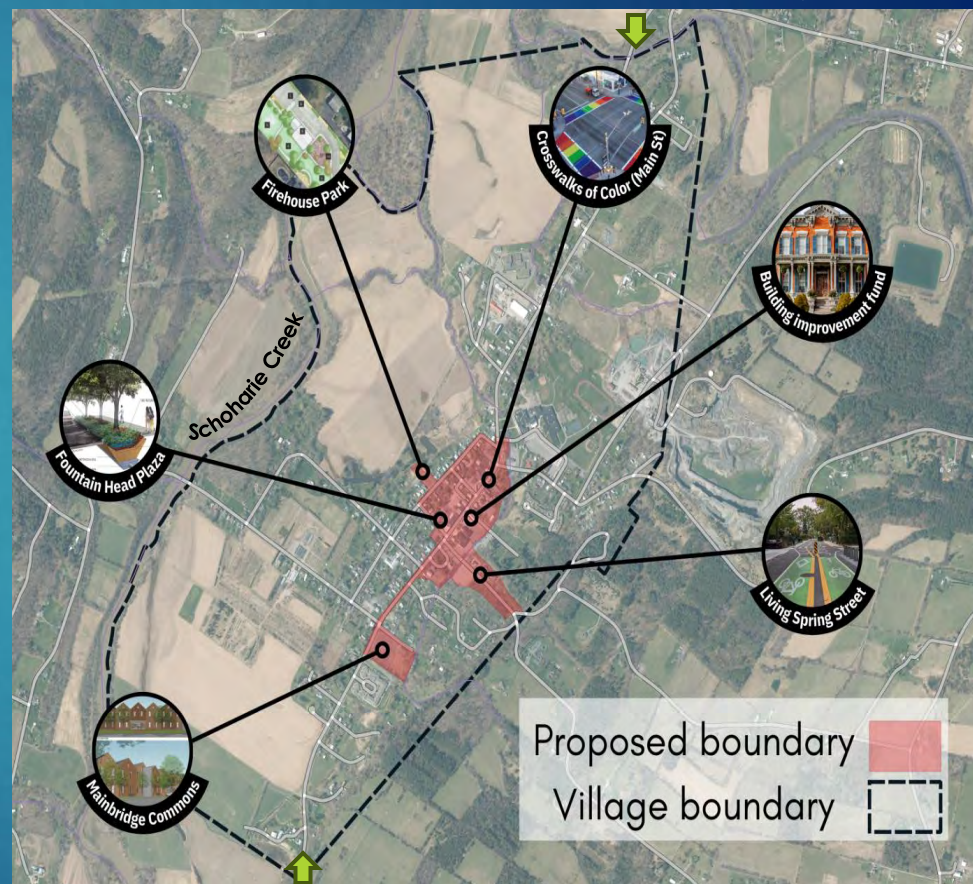 Firehouse Park
Crosswalks of Color (Main St)
Building improvement fund
Schoharie Creek
Fountain Head Plaza
Living Spring Street
Mainbridge Commons
Proposed boundary
Village boundary